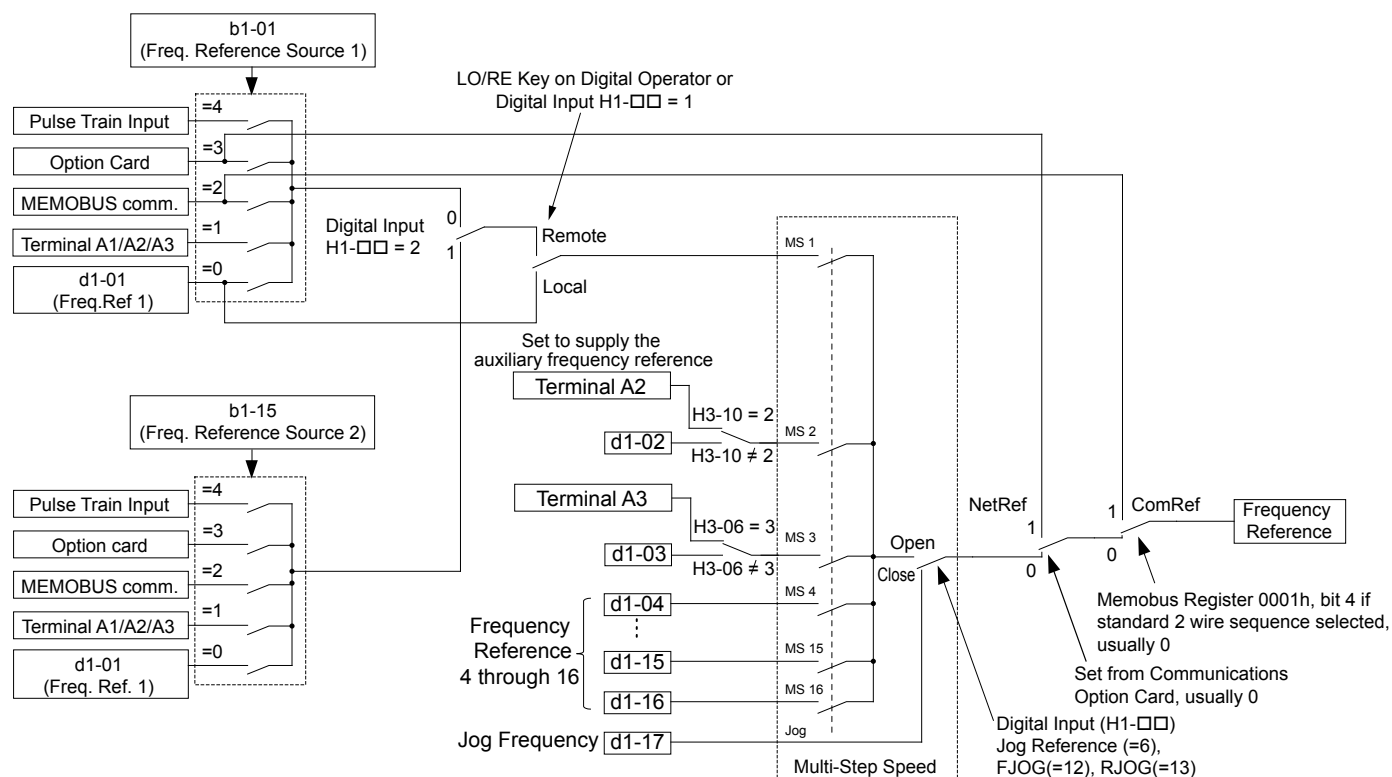 b1-01
(Freq. Reference Source 1)
LO/RE Key on Digital Operator or
Digital Input H1-□□ = 1
Pulse Train Input
=4
Option Card
=3
MEMOBUS comm.
=2
Terminal A1/A2/A3
=1
d1-01
(Freq.Ref 1)
=0
Digital Input
H1-□□ = 2
0
1
Remote
Local
MS 1
Set to supply the
auxiliary frequency reference
Terminal A2
H3-10 = 2
d1-02
H3-10 ≠ 2
MS 2
b1-15
(Freq. Reference Source 2)
Pulse Train Input
=4
Option card
=3
MEMOBUS comm.
=2
Terminal A1/A2/A3
=1
d1-01
(Freq. Ref. 1)
=0
Terminal A3
H3-06 = 3
d1-03
H3-06 ≠ 3
MS 3
Frequency
Reference
4 through 16
d1-04
MS 4
d1-15
MS 15
d1-16
MS 16
Jog Frequency
d1-17
Jog
Multi-Step Speed
Open
Close
NetRef
1
0
ComRef
1
0
Frequency
Reference
Memobus Register 0001h, bit 4 if
standard 2 wire sequence selected,
usually 0
Set from Communications
Option Card, usually 0
Digital Input (H1-□□)
Jog Reference (=6),
FJOG(=12), RJOG(=13)